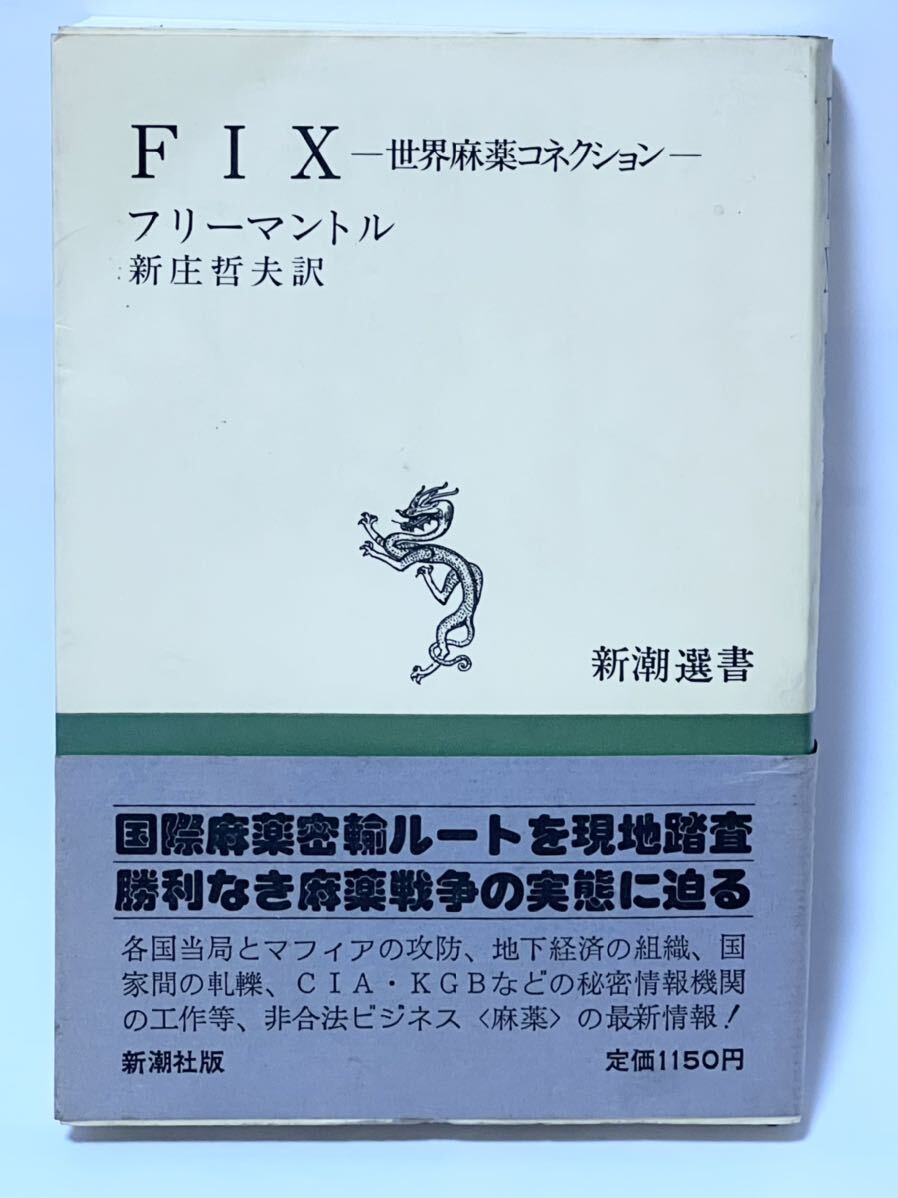 FIX―世界麻薬コネクション―
フリーマントル
新庄哲夫訳
新潮選書
国際麻薬密輸ルートを現地踏査
勝利なき麻薬戦争の実態に迫る
各国当局とマフィアの攻防、地下経済の組織、国
家間の軋轢、CIA・KGBなどの秘密情報機関
の工作等、非合法ビジネス〈麻薬〉の最新情報！
新潮社版 定価1150円